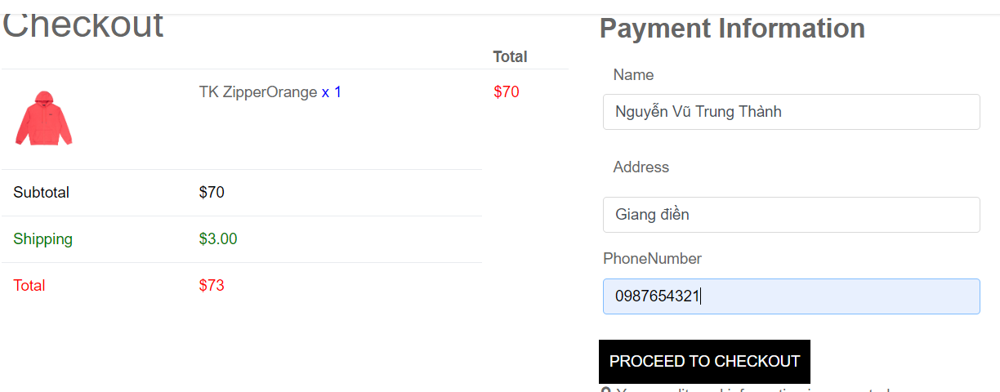 Checkout
Total
TK ZipperOrange x 1
$70
Subtotal
$70
Shipping
$3.00
Total
$73
Payment Information
Name
Nguyễn Vũ Trung Thành
Address
Giang điền
PhoneNumber
0987654321
PROCEED TO CHECKOUT